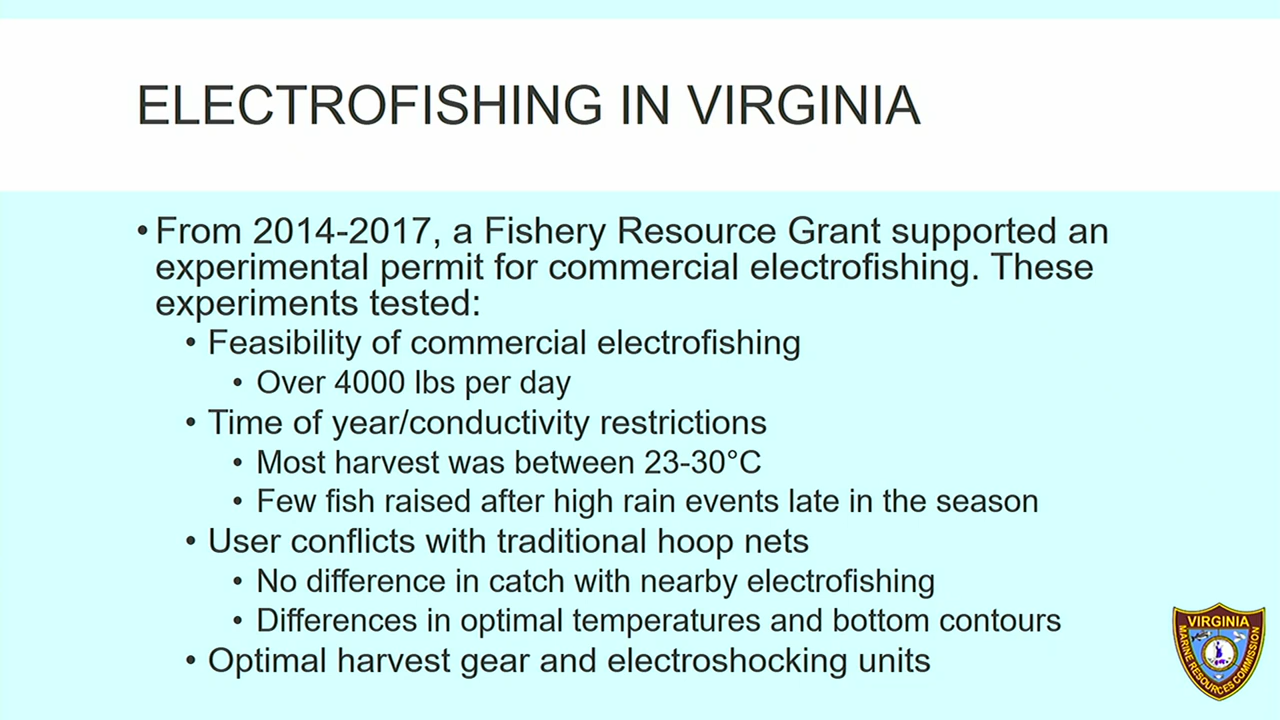 ELECTROFISHING IN VIRGINIA
• From 2014-2017, a Fishery Resource Grant supported an
experimental permit for commercial electrofishing. These
experiments tested:
• Feasibility of commercial electrofishing
• Over 4000 lbs per day
• Time of year/conductivity restrictions
• Most harvest was between 23-30°C
• Few fish raised after high rain events late in the season
• User conflicts with traditional hoop nets
• No difference in catch with nearby electrofishing
• Differences in optimal temperatures and bottom contours
• Optimal harvest gear and electroshocking units
VIRGINIA
MARINE RESOURCES COMMISSION